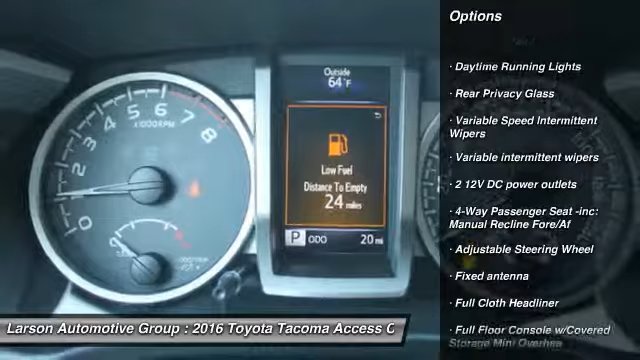 Options
· Daytime Running Lights
· Rear Privacy Glass
· Variable Speed Intermittent
Wipers
· Variable intermittent wipers
· 2 12V DC power outlets
· 4-Way Passenger Seat -inc:
Manual Recline Fore/Af
· Adjustable Steering Wheel
· Fixed antenna
· Full Cloth Headliner
· Full Floor Console w/Covered
Storage Mini Overhea
Outside
64°F
Low Fuel
Distance To Empty
24 miles
P ODO 20 mi
0
1
2
3
4
5
6
7
8
x1000RPM
Larson Automotive Group : 2016 Toyota Tacoma Access C